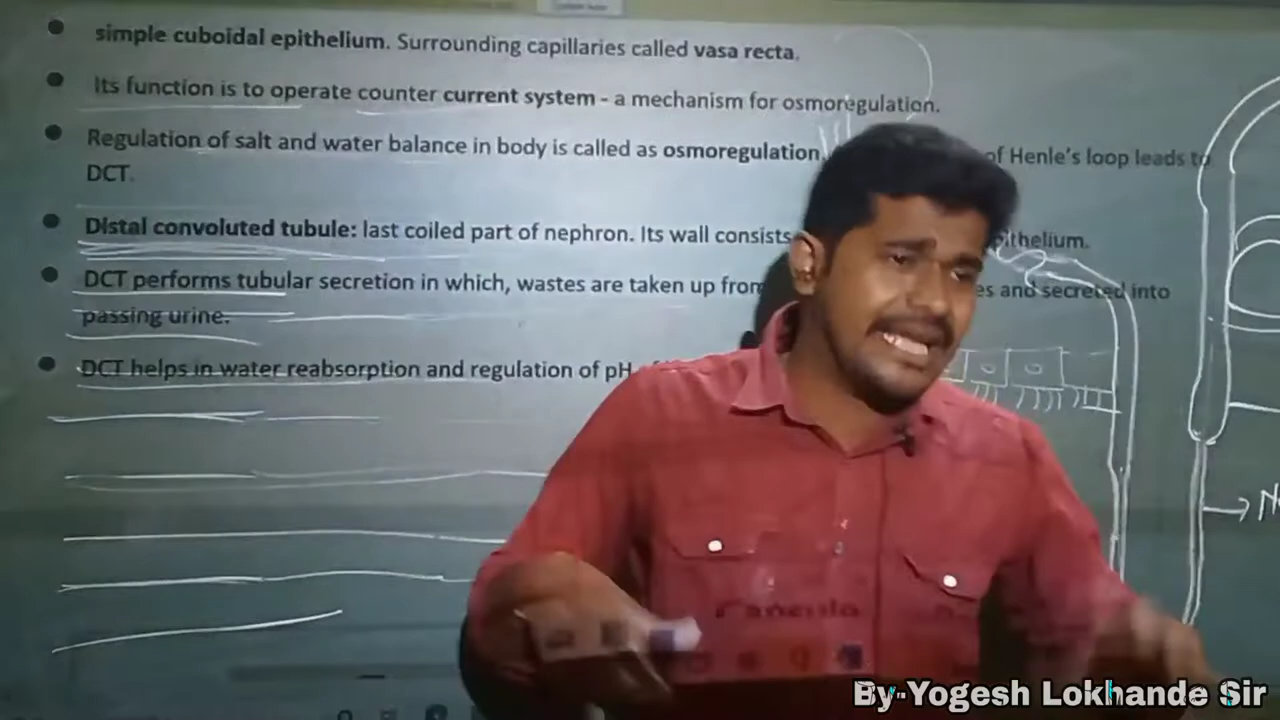 simple cuboidal epithelium. Surrounding capillaries called vasa recta.
Its function is to operate counter current system - a mechanism for osmoregulation.
Regulation of salt and water balance in body is called as osmoregulation of Henle's loop leads to
DCT.
Distal convoluted tubule: last coiled part of nephron. Its wall consists epithelium.
DCT performs tubular secretion in which, wastes are taken up from and secreted into
passing urine.
DCT helps in water reabsorption and regulation of pH
By-Yogesh Lokhande Sir